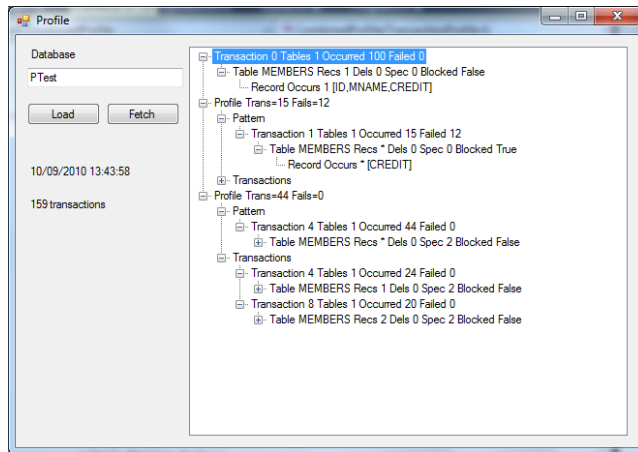 Profile
Database
PTest
Load
Fetch
10/09/2010 13:43:58
159 transactions
Transaction 0 Tables 1 Occurred 100 Failed 0
Table MEMBERS Recs 1 Dels 0 Spec 0 Blocked False
Record Occurs 1 [ID,MNAME,CREDIT]
Profile Trans=15 Fails=12
Pattern
Transaction 1 Tables 1 Occurred 15 Failed 12
Table MEMBERS Recs * Dels 0 Spec 0 Blocked True
Record Occurs * [CREDIT]
Transactions
Profile Trans=44 Fails=0
Pattern
Transaction 4 Tables 1 Occurred 44 Failed 0
Table MEMBERS Recs * Dels 0 Spec 2 Blocked False
Transactions
Transaction 4 Tables 1 Occurred 24 Failed 0
Table MEMBERS Recs 1 Dels 0 Spec 2 Blocked False
Transaction 8 Tables 1 Occurred 20 Failed 0
Table MEMBERS Recs 2 Dels 0 Spec 2 Blocked False